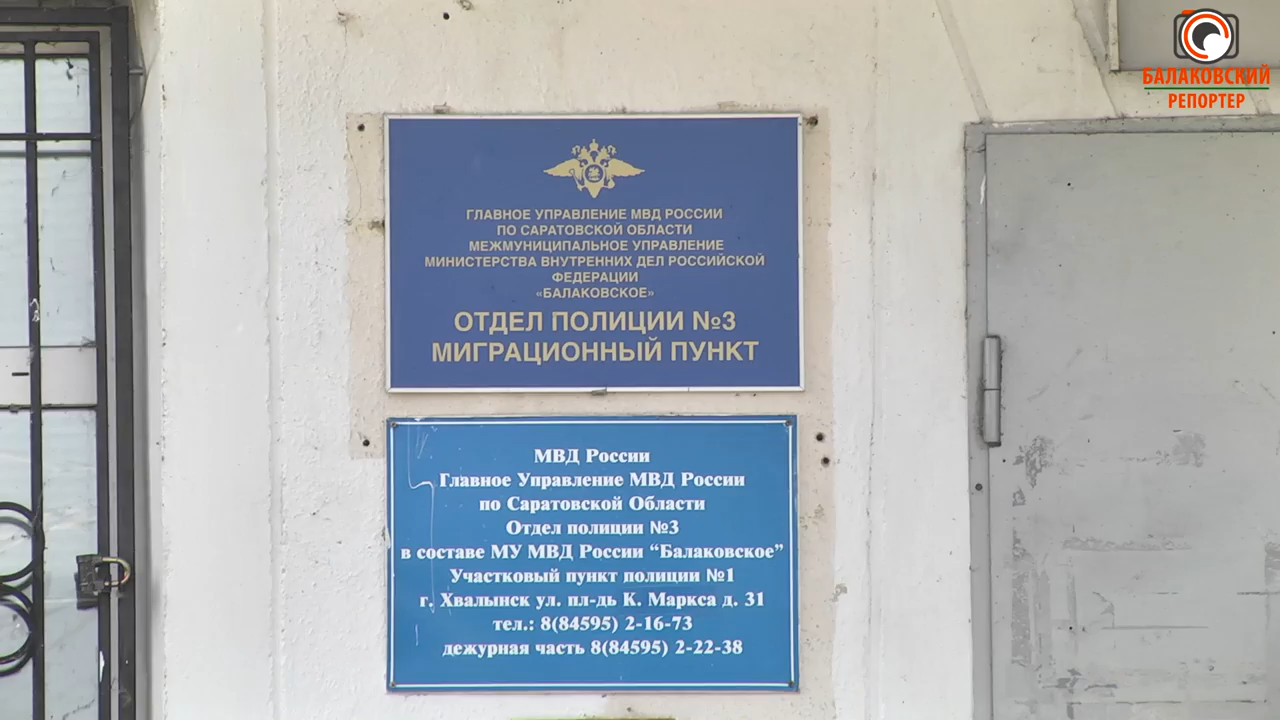 БАЛАКОВСКИЙ
РЕПОРТЕР
ГЛАВНОЕ УПРАВЛЕНИЕ МВД РОССИИ
ПО САРАТОВСКОЙ ОБЛАСТИ
МЕЖМУНИЦИПАЛЬНОЕ УПРАВЛЕНИЕ
МИНИСТЕРСТВА ВНУТРЕННИХ ДЕЛ РОССИЙСКОЙ
ФЕДЕРАЦИИ
«БАЛАКОВСКОЕ»
ОТДЕЛ ПОЛИЦИИ №3
МИГРАЦИОННЫЙ ПУНКТ
МВД России
Главное Управление МВД России
по Саратовской Области
Отдел полиции №3
в составе МУ МВД России “Балаковское”
Участковый пункт полиции №1
г. Хвалынск ул. пл-дь К. Маркса д. 31
тел.: 8(84595) 2-16-73
дежурная часть 8(84595) 2-22-38